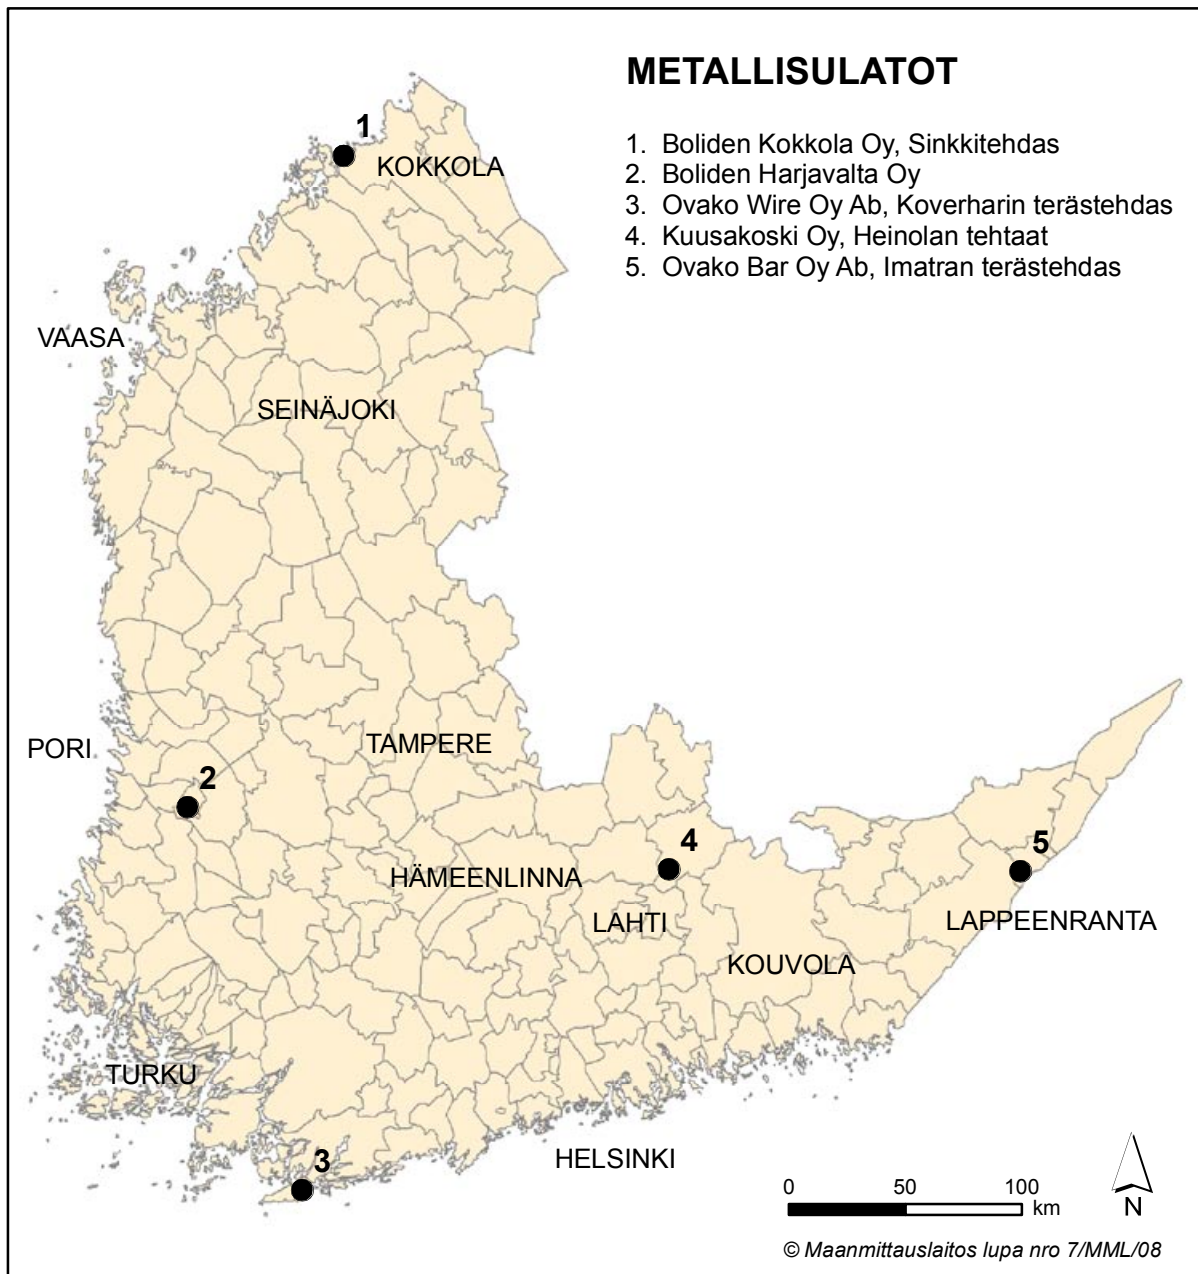 METALLISULATOT
1. Boliden Kokkola Oy, Sinkkitehdas
2. Boliden Harjavalta Oy
3. Ovako Wire Oy Ab, Koverharin terästehdas
4. Kuusakoski Oy, Heinolan tehtaat
5. Ovako Bar Oy Ab, Imatran terästehdas
1
KOKKOLA
VAASA
SEINÄJOKI
TAMPERE
PORI
2
4
5
HÄMEENLINNA
LAHTI
LAPPEENRANTA
KOUVOLA
TURKU
3
HELSINKI
0 50 100
km
N
© Maanmittauslaitos lupa nro 7/MML/08